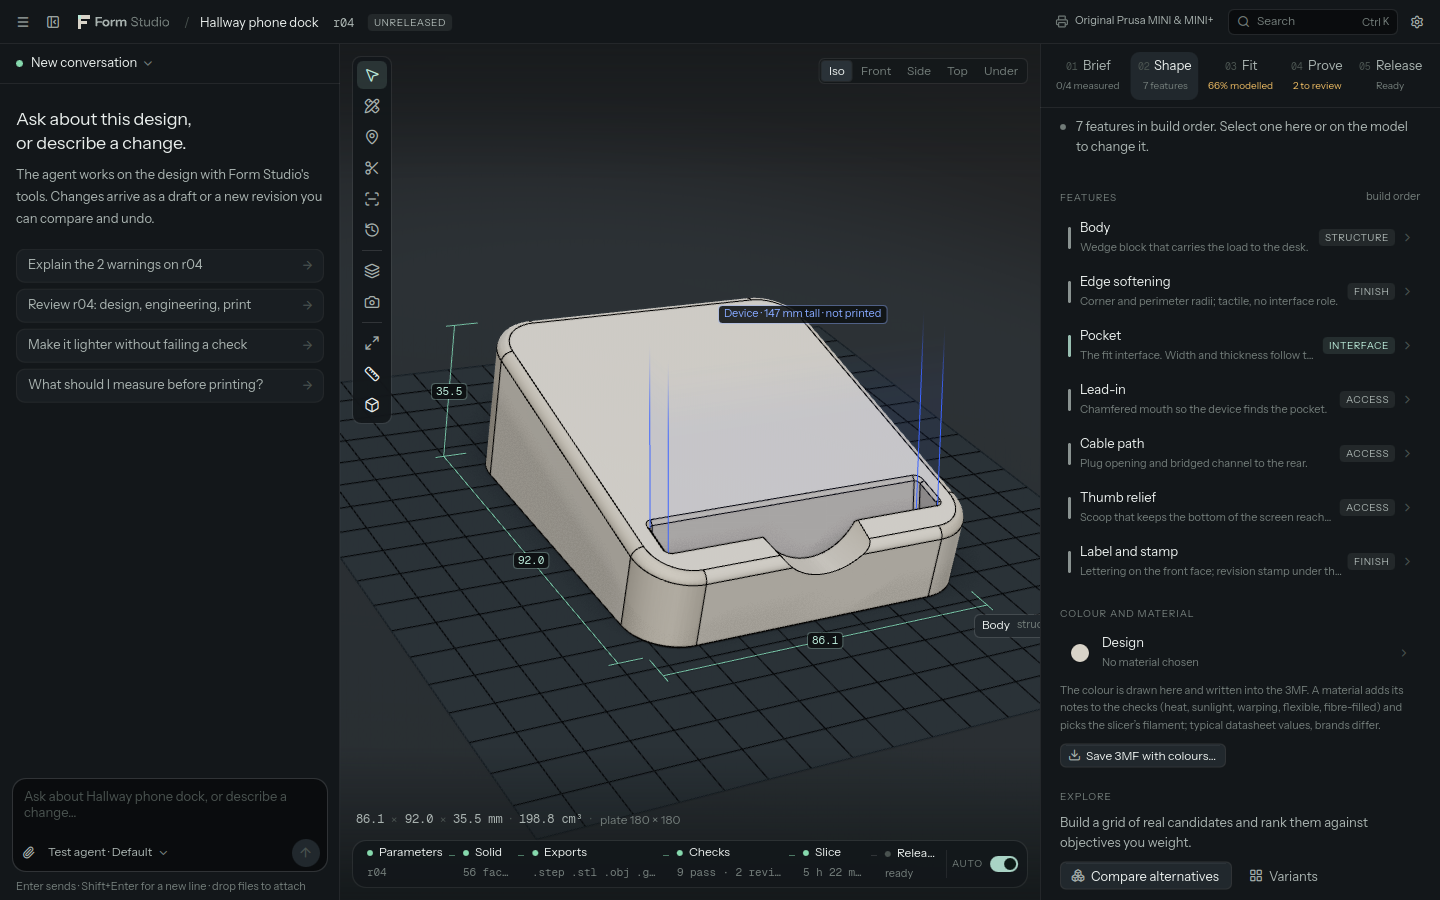 Form Studio / Hallway phone dock r04 UNRELEASED
Original Prusa MINI & MINI+
Search Ctrl K
New conversation
Ask about this design,
or describe a change.
The agent works on the design with Form Studio's
tools. Changes arrive as a draft or a new revision you
can compare and undo.
Explain the 2 warnings on r04
Review r04: design, engineering, print
Make it lighter without failing a check
What should I measure before printing?
Ask about Hallway phone dock, or describe a
change...
Test agent · Default
Enter sends · Shift+Enter for a new line · drop files to attach
Iso Front Side Top Under
Device · 147 mm tall · not printed
35.5
92.0
86.1
Body struc
86.1 × 92.0 × 35.5 mm · 198.8 cm³ · plate 180 × 180
Parameters
r04
Solid
56 fac…
Exports
.step .stl .obj .g…
Checks
9 pass · 2 revi…
Slice
5 h 22 m…
Relea…
ready
AUTO
01 Brief
0/4 measured
02 Shape
7 features
03 Fit
66% modelled
04 Prove
2 to review
05 Release
Ready
7 features in build order. Select one here or on the model
to change it.
FEATURES build order
Body
Wedge block that carries the load to the desk.
STRUCTURE
Edge softening
Corner and perimeter radii; tactile, no interface role.
FINISH
Pocket
The fit interface. Width and thickness follow t…
INTERFACE
Lead-in
Chamfered mouth so the device finds the pocket.
ACCESS
Cable path
Plug opening and bridged channel to the rear.
ACCESS
Thumb relief
Scoop that keeps the bottom of the screen reach…
ACCESS
Label and stamp
Lettering on the front face; revision stamp under th…
FINISH
COLOUR AND MATERIAL
Design
No material chosen
The colour is drawn here and written into the 3MF. A material adds its
notes to the checks (heat, sunlight, warping, flexible, fibre-filled) and
picks the slicer's filament; typical datasheet values, brands differ.
Save 3MF with colours…
EXPLORE
Build a grid of real candidates and rank them against
objectives you weight.
Compare alternatives
Variants